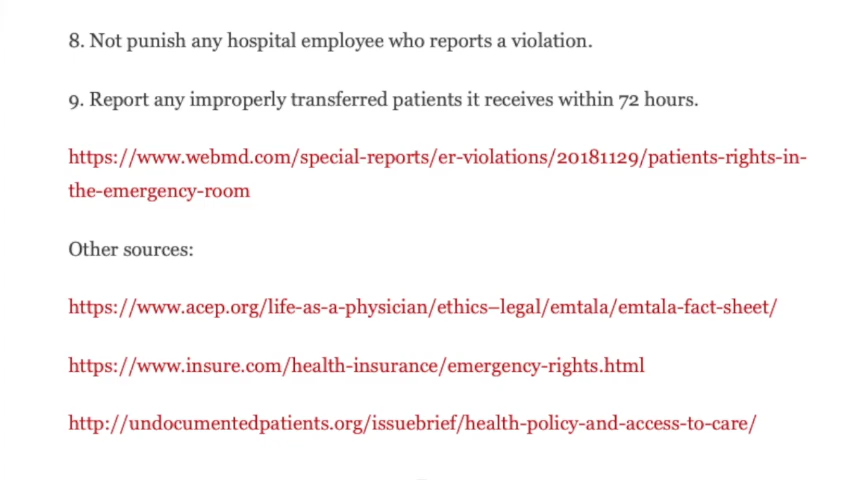 8. Not punish any hospital employee who reports a violation.
9. Report any improperly transferred patients it receives within 72 hours.
https://www.webmd.com/special-reports/er-violations/20181129/patients-rights-in-
the-emergency-room
Other sources:
https://www.acep.org/life-as-a-physician/ethics–legal/emtala/emtala-fact-sheet/
https://www.insure.com/health-insurance/emergency-rights.html
http://undocumentedpatients.org/issuebrief/health-policy-and-access-to-care/